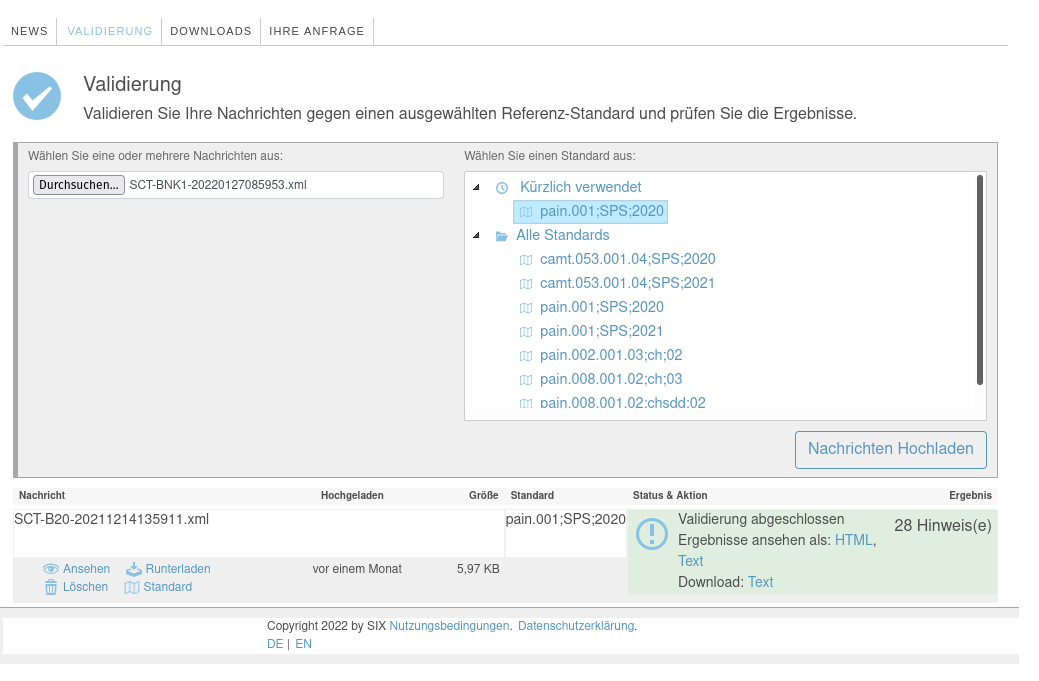 NEWS VALIDIERUNG DOWNLOADS IHRE ANFRAGE
Validierung
Validieren Sie Ihre Nachrichten gegen einen ausgewählten Referenz-Standard und prüfen Sie die Ergebnisse.
Wählen Sie eine oder mehrere Nachrichten aus:
Durchsuchen... SCT-BNK1-20220127085953.xml
Wählen Sie einen Standard aus:
Kürzlich verwendet
pain.001;SPS;2020
Alle Standards
camt.053.001.04;SPS;2020
camt.053.001.04;SPS;2021
pain.001;SPS;2020
pain.001;SPS;2021
pain.002.001.03;ch;02
pain.008.001.02;ch;03
pain.008.001.02;chsdd;02
Nachrichten Hochladen
Nachricht Hochgeladen Größe Standard Status & Aktion Ergebnis
SCT-B20-20211214135911.xml pain.001;SPS;2020
Ansehen Runterladen vor einem Monat 5,97 KB
Löschen Standard
Validierung abgeschlossen
Ergebnisse ansehen als: HTML,
Text
Download: Text
28 Hinweis(e)
Copyright 2022 by SIX Nutzungsbedingungen. Datenschutzerklärung.
DE | EN